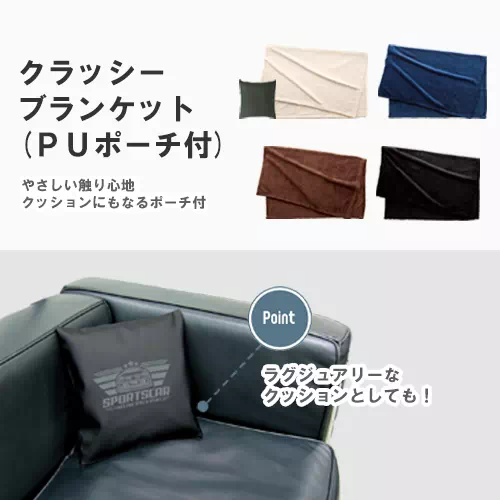 クラッシー
ブランケット
(ＰＵポーチ付)
やさしい触り心地
クッションにもなるポーチ付
Point
ラグジュアリーな
クッションとしても！
SPORTSCAR